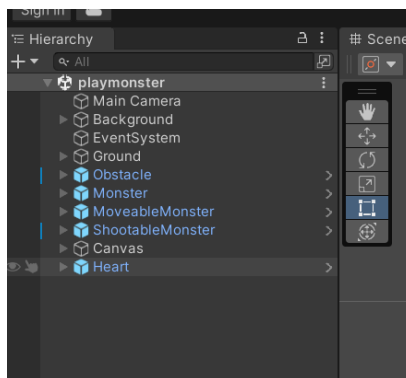 Sign in
Hierarchy
# Scene
All
playmonster
Main Camera
Background
EventSystem
Ground
Obstacle
Monster
MoveableMonster
ShootableMonster
Canvas
Heart